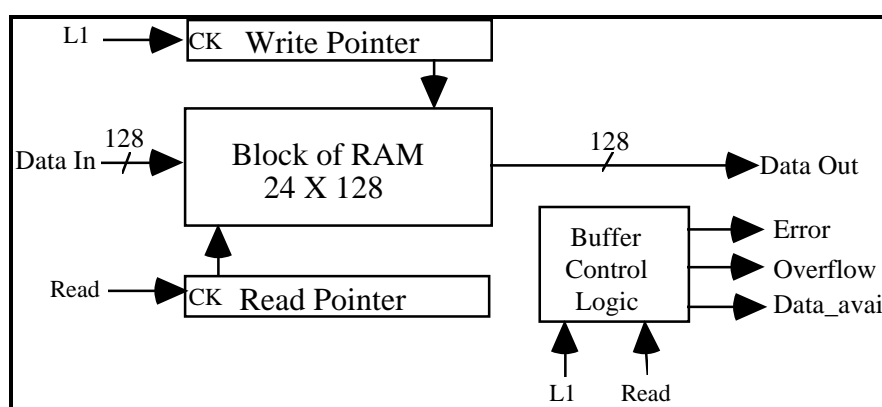 L1
CK Write Pointer
Data In
128
Block of RAM
24 X 128
128
Data Out
Read
CK Read Pointer
Buffer
Control
Logic
Error
Overflow
Data_avai
L1
Read